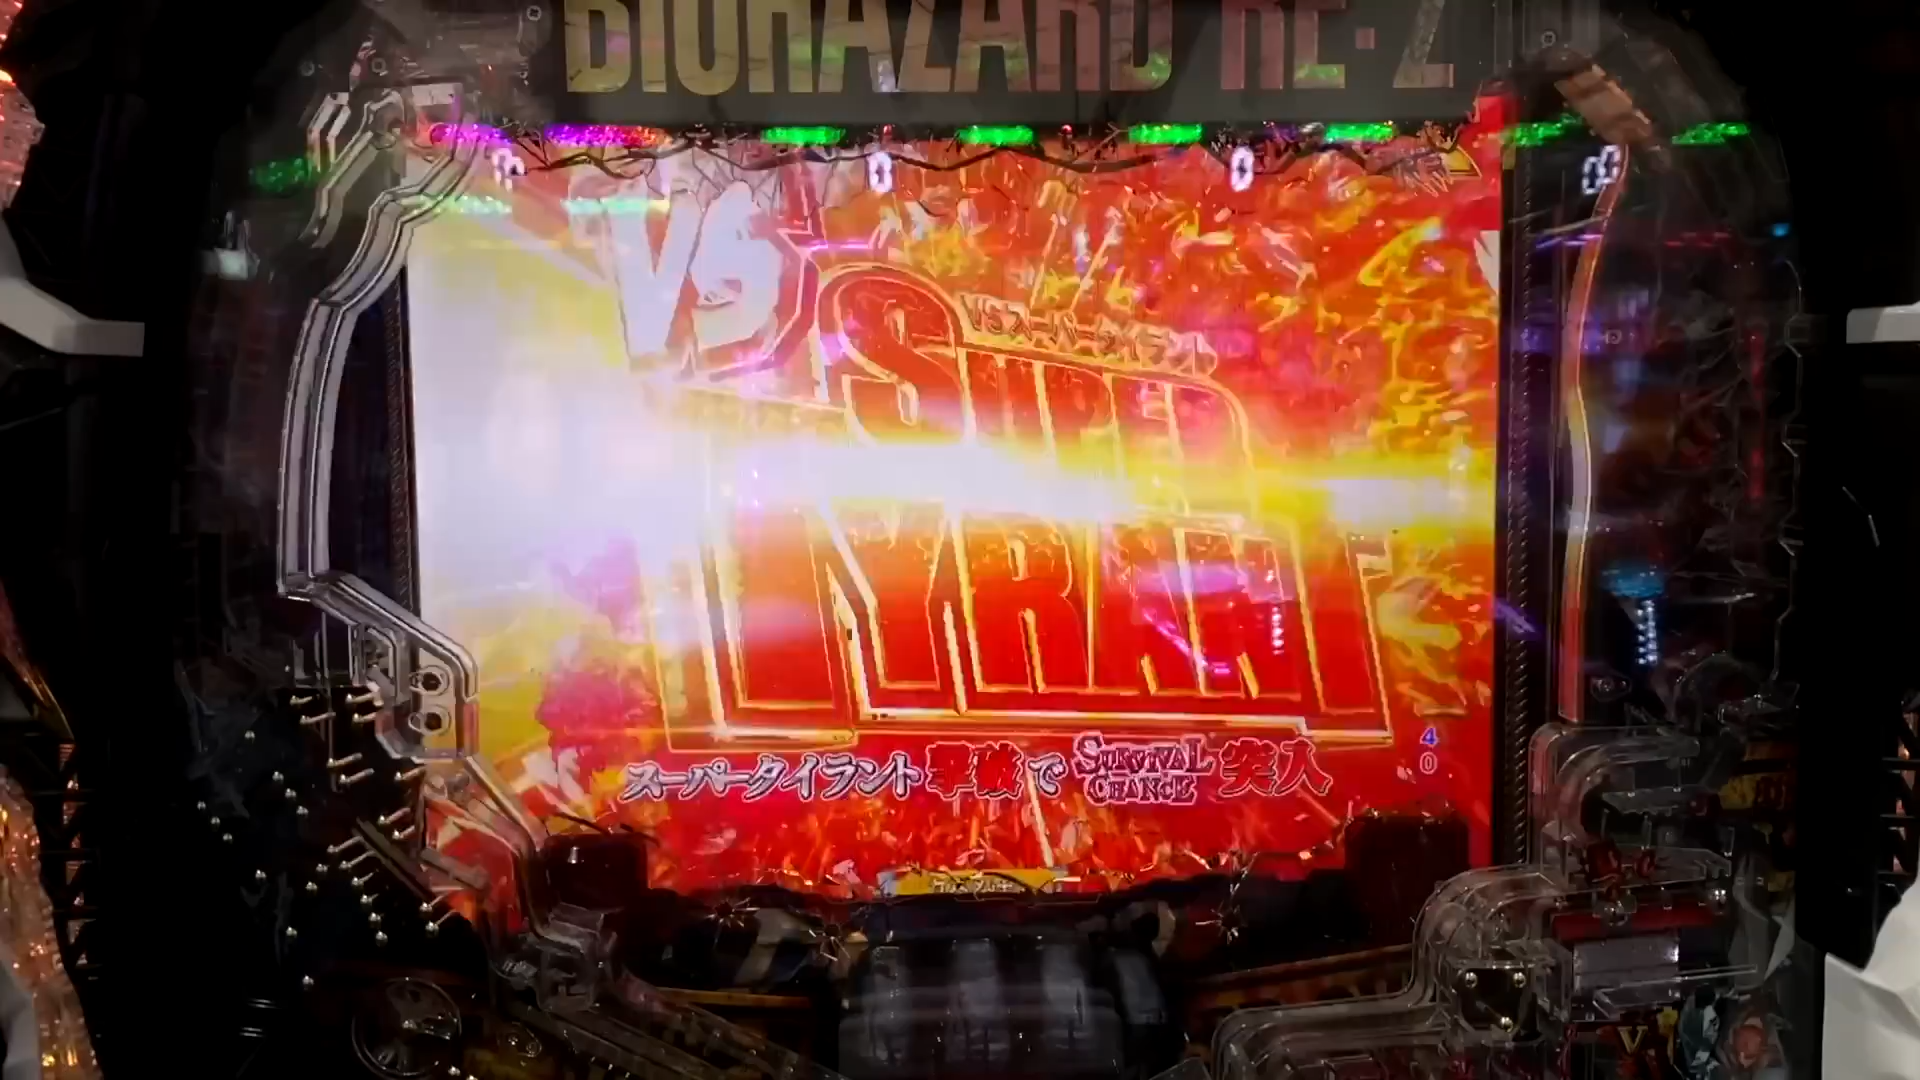 BIOHAZARD RE:2
VS
VSスーパータイラント
SUPER
TYRANT
4
0
スーパータイラント撃破でSURVIVAL CHANCE突入